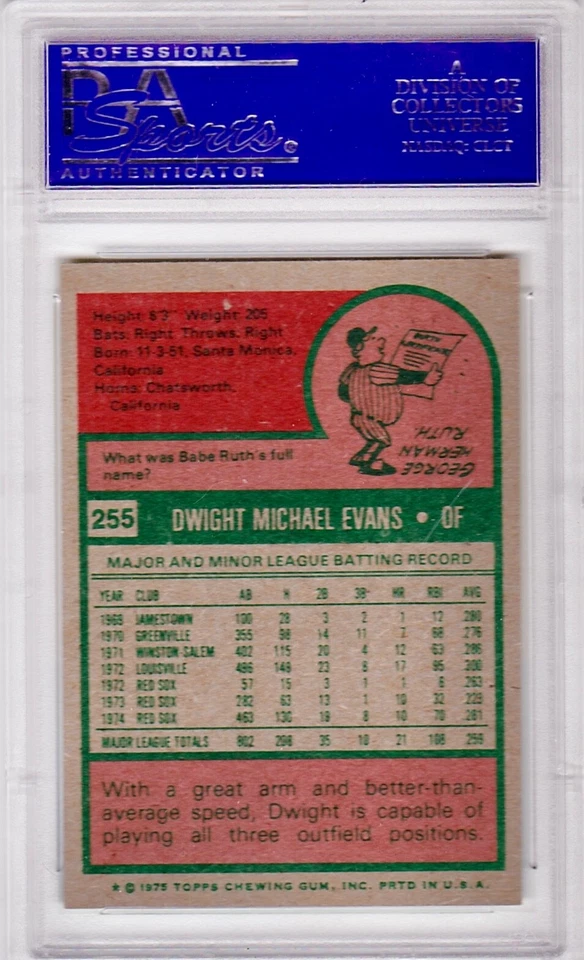 PROFESSIONAL
PSA
Sports
AUTHENTICATOR
A
DIVISION OF
COLLECTORS
UNIVERSE
NASDAQ: CLCT
Height: 6'3 Weight: 205
Bats: Right Throws: Right
Born: 11-3-51, Santa Monica,
California
Home: Chatsworth,
California
BIRTH CERTIFICATE
GEORGE
HERMAN
RUTH.
What was Babe Ruth's full
name?
255 DWIGHT MICHAEL EVANS • OF
MAJOR AND MINOR LEAGUE BATTING RECORD
YEAR CLUB AB H 2B 3B HR RBI AVG
1969 JAMESTOWN 100 28 3 2 1 12 .280
1970 GREENVILLE 355 98 14 11 7 68 .276
1971 WINSTON-SALEM 402 115 20 4 12 63 .286
1972 LOUISVILLE 496 149 23 8 17 95 .300
1972 RED SOX 57 15 3 1 1 6 .263
1973 RED SOX 282 63 13 1 10 32 .223
1974 RED SOX 463 130 19 8 10 70 .281
MAJOR LEAGUE TOTALS 802 208 35 10 21 108 .259
With a great arm and better-than-
average speed, Dwight is capable of
playing all three outfield positions.
* © 1975 TOPPS CHEWING GUM, INC. PRTD IN U.S.A.